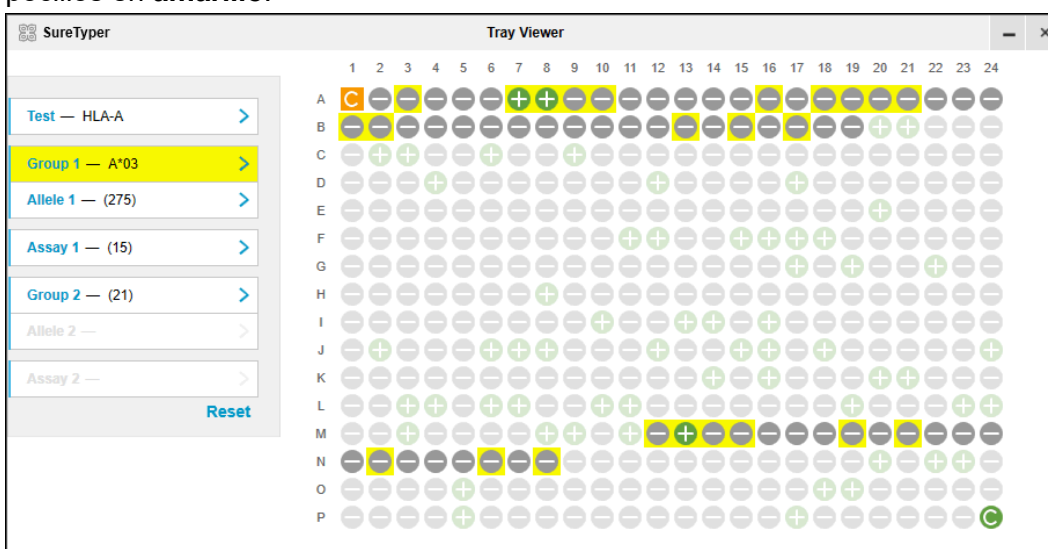 SureTyper Tray Viewer
1 2 3 4 5 6 7 8 9 10 11 12 13 14 15 16 17 18 19 20 21 22 23 24
Test — HLA-A
Group 1 — A*03
Allele 1 — (275)
Assay 1 — (15)
Group 2 — (21)
Allele 2 —
Assay 2 —
Reset
A C
B
C
D
E
F
G
H
I
J
K
L
M
N
O
P C